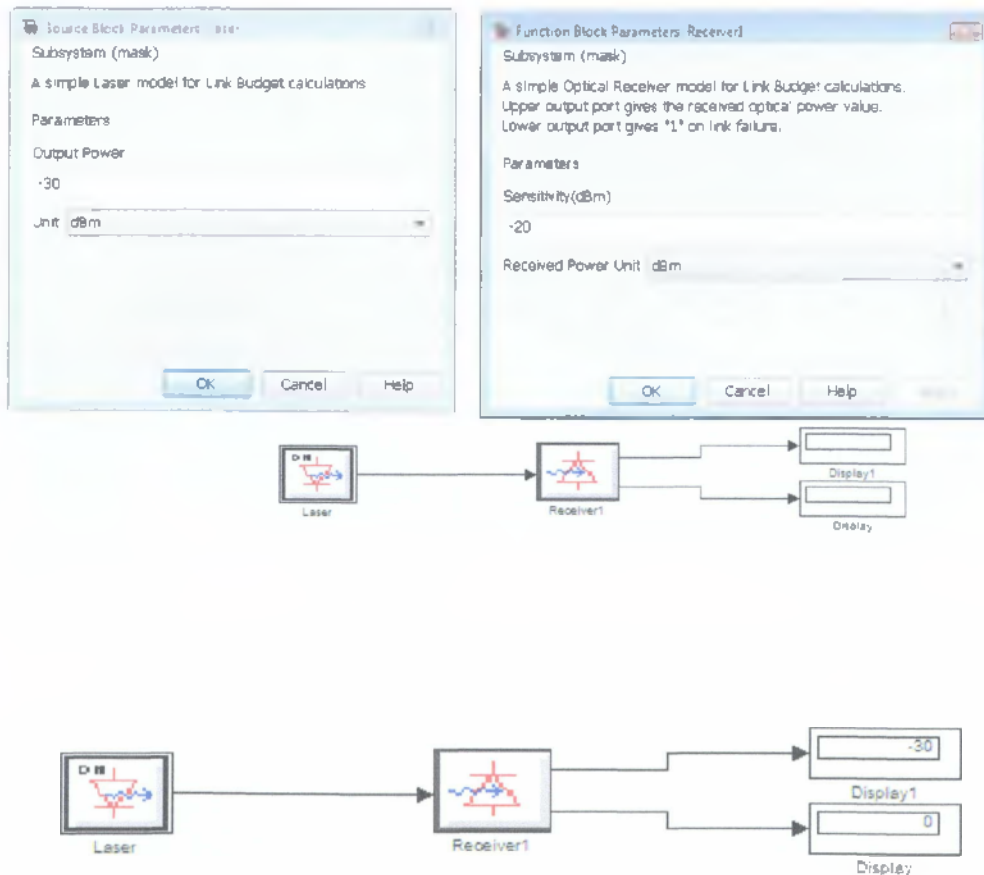 Source Block Parameters:
Subsystem (mask)
A simple Laser model for Link Budget calculations
Parameters
Output Power
-30
Unit dBm
OK Cancel Help
Function Block Parameters: Receiver1
Subsystem (mask)
A simple Optical Receiver model for Link Budget calculations.
Upper output port gives the received optical power value.
Lower output port gives "1" on link failure.
Parameters
Sensitivity(dBm)
-20
Received Power Unit dBm
OK Cancel Help
Laser
Receiver1
Display1
Display
-30
Display1
0
Laser
Receiver1
Display